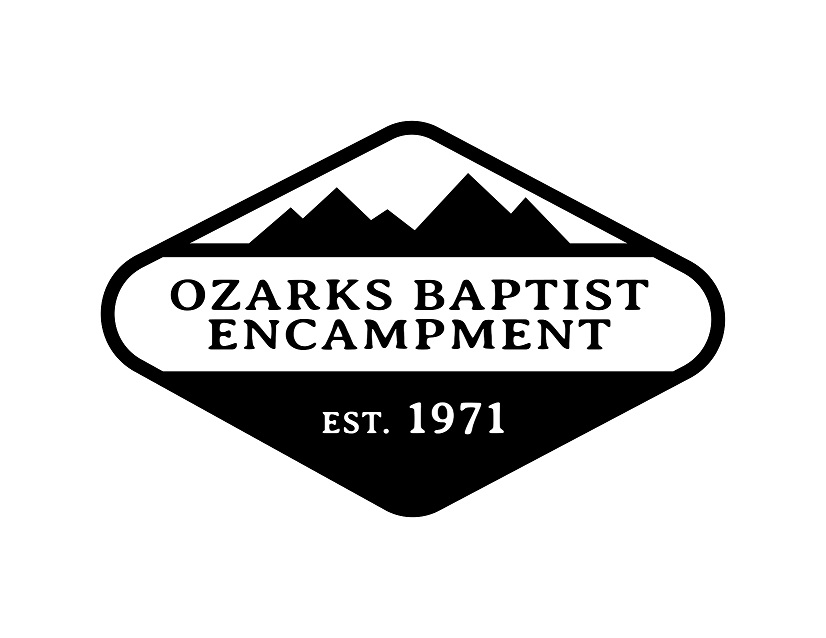 OZARKS BAPTIST
ENCAMPMENT
EST. 1971